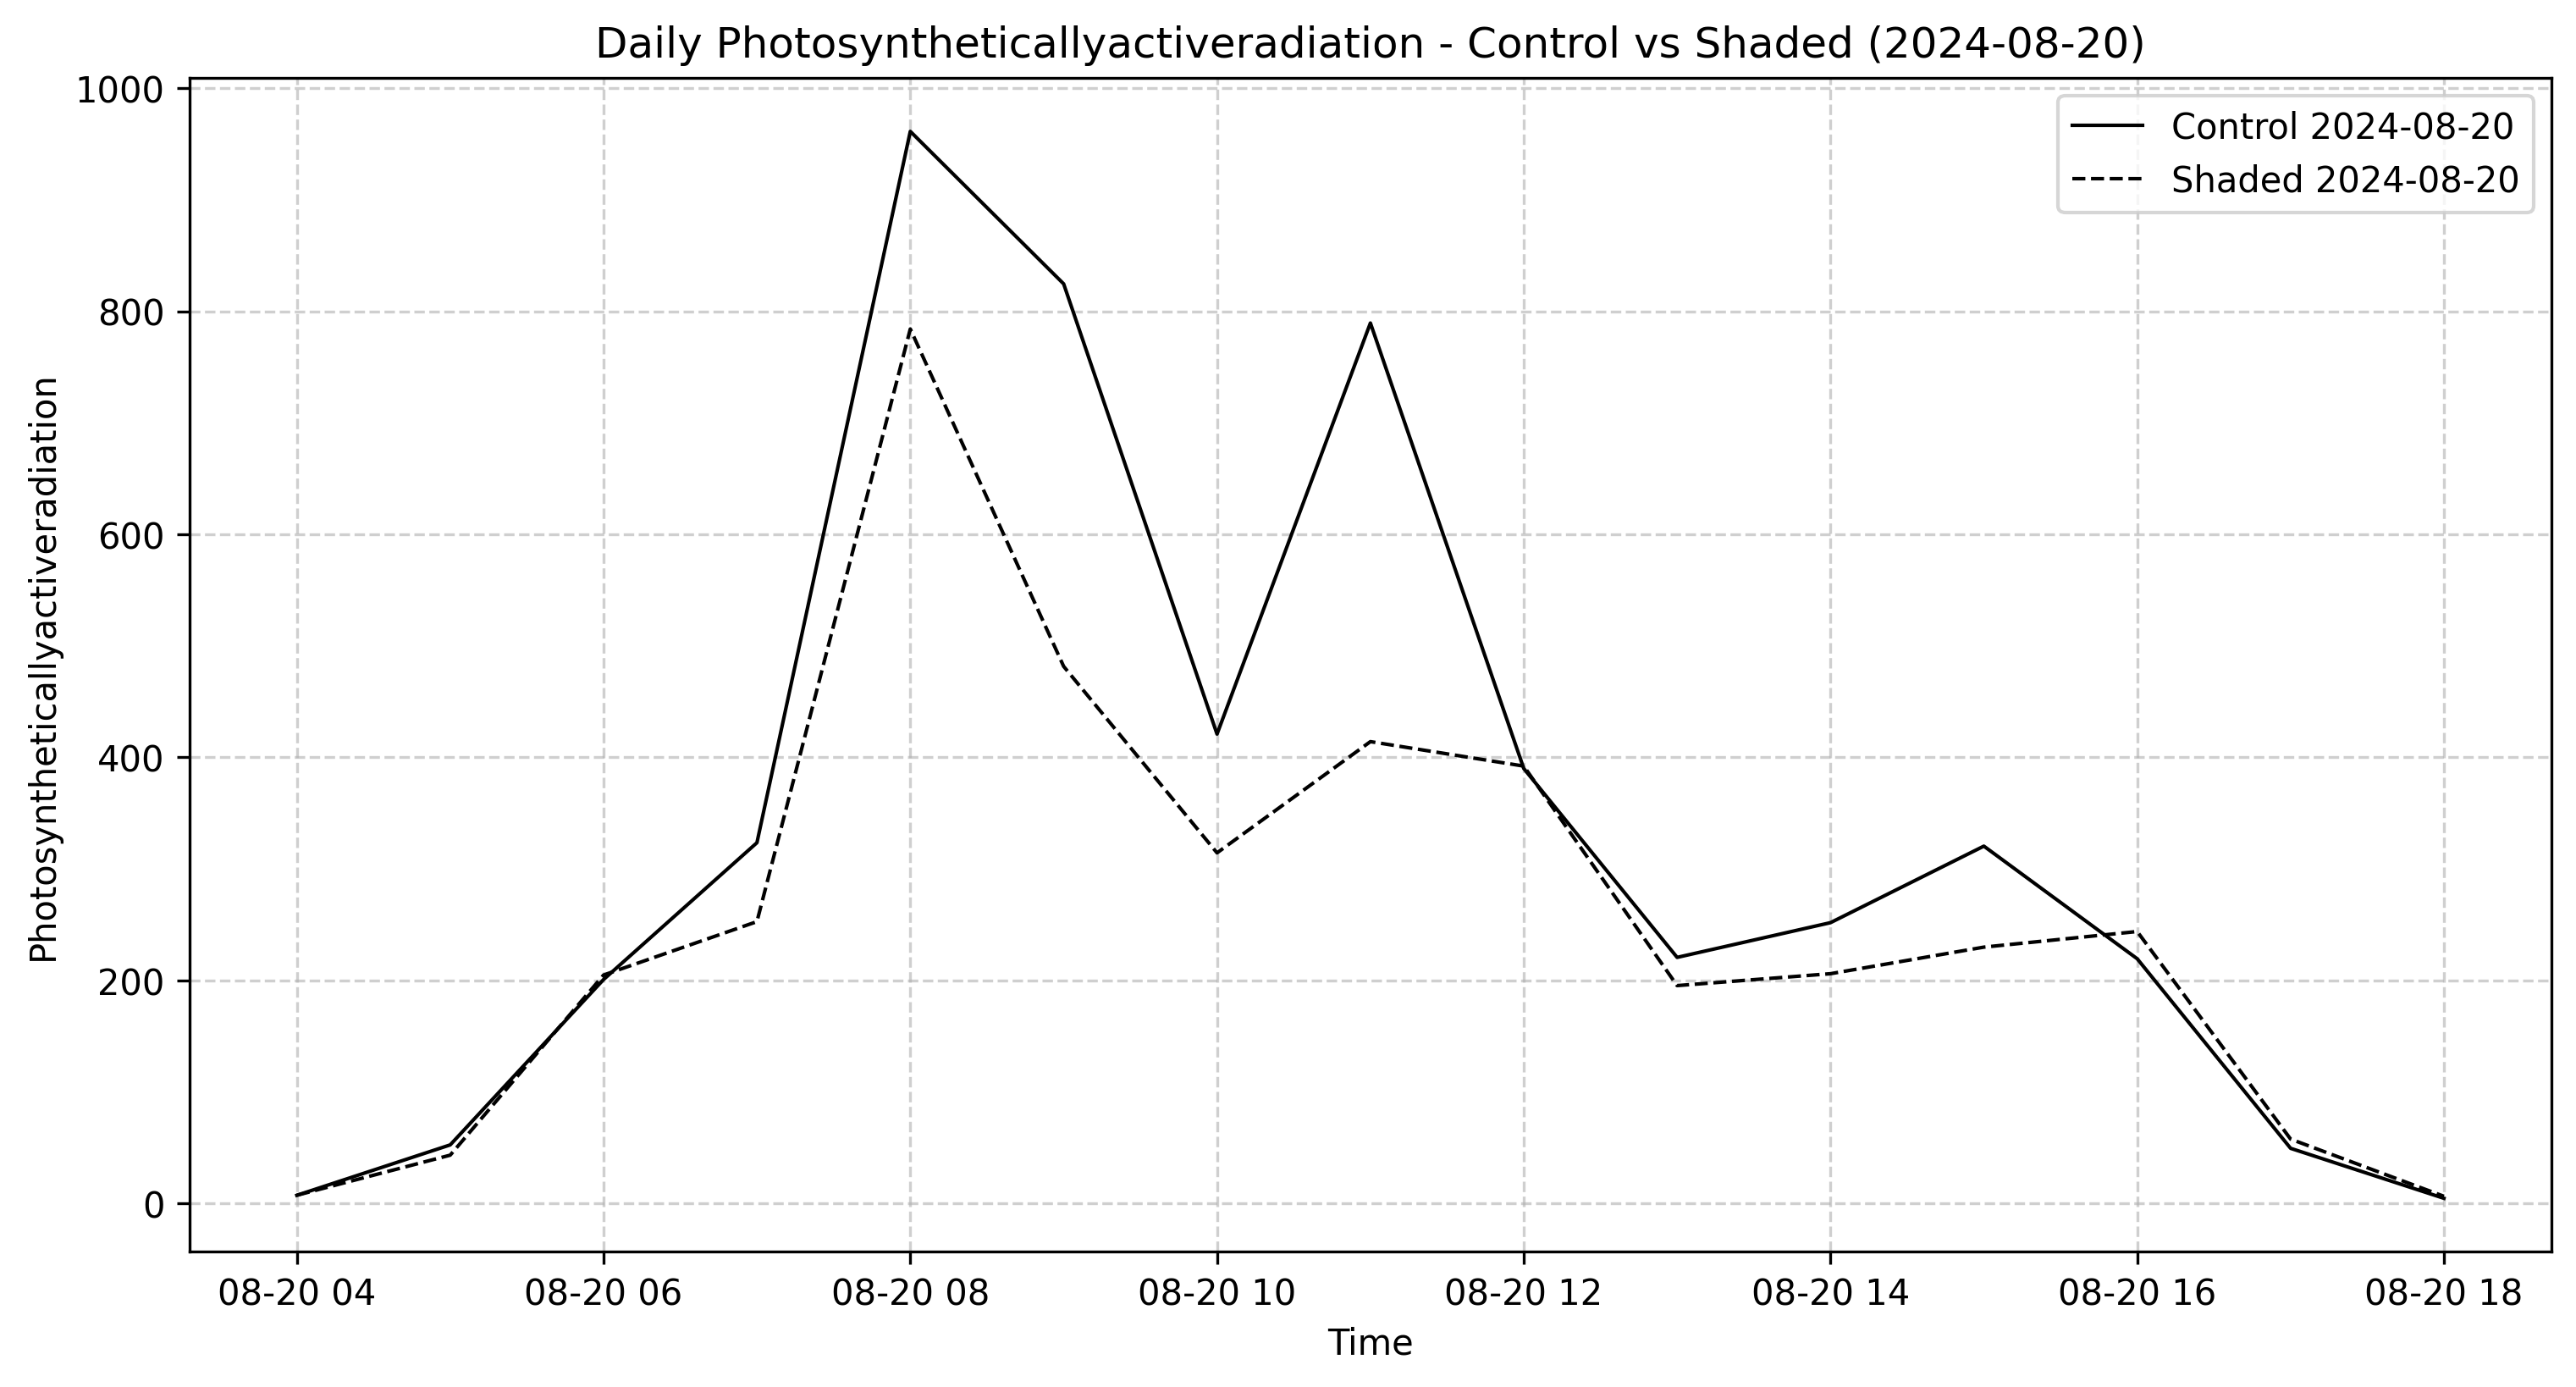 Daily Photosyntheticallyactiveradiation - Control vs Shaded (2024-08-20)
Control 2024-08-20
Shaded 2024-08-20
Photosyntheticallyactiveradiation
1000
800
600
400
200
0
08-20 04 08-20 06 08-20 08 08-20 10 08-20 12 08-20 14 08-20 16 08-20 18
Time